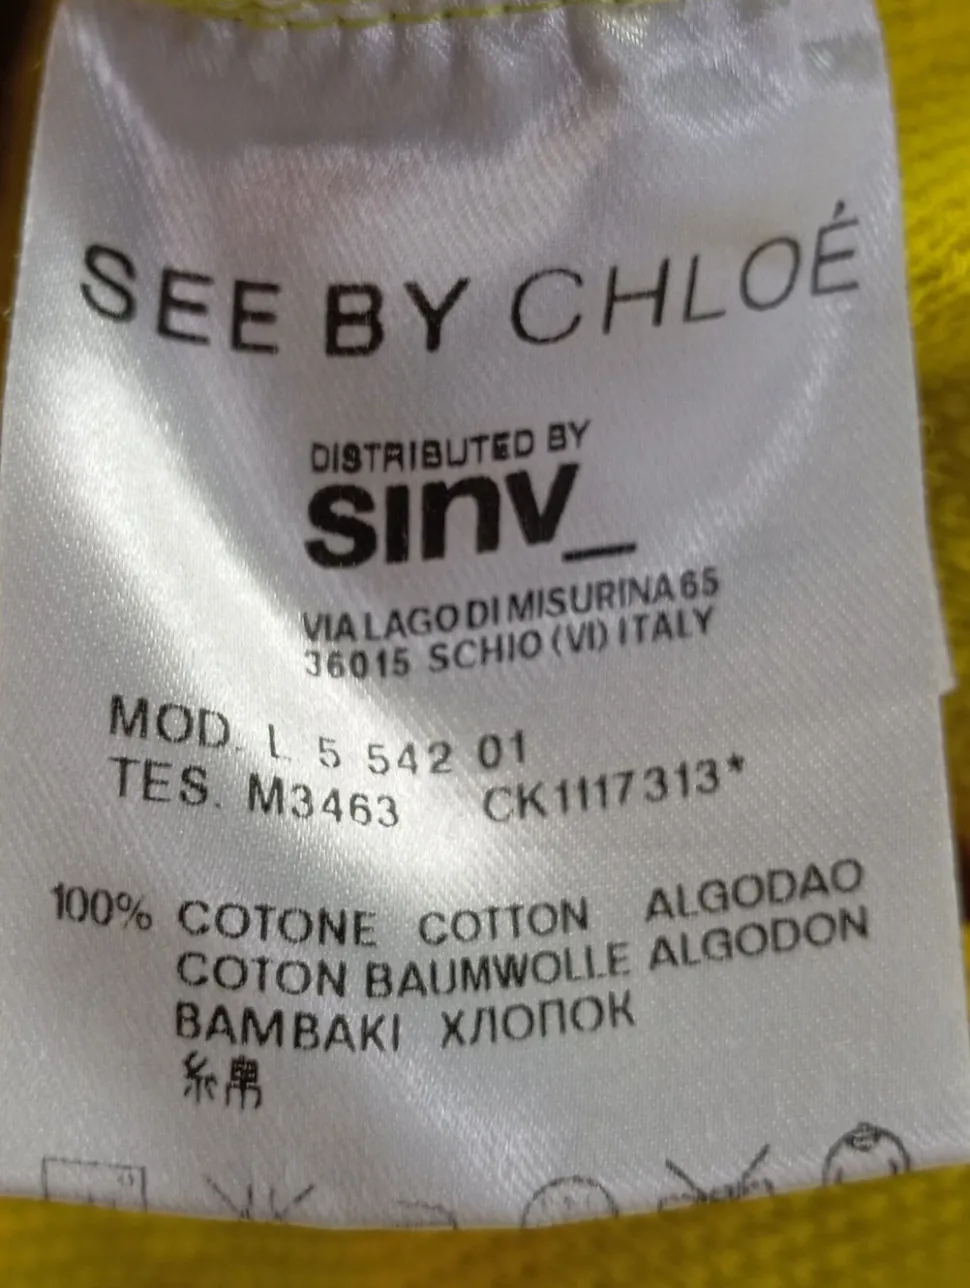 SEE BY CHLOÉ
DISTRIBUTED BY
sinv_
VIA LAGO DI MISURINA 65
36015 SCHIO (VI) ITALY
MOD. L 5 542 01
TES. M3463 CK1117313*
100% COTONE COTTON ALGODAO
COTON BAUMWOLLE ALGODON
BAMBAKI ХЛОПОК